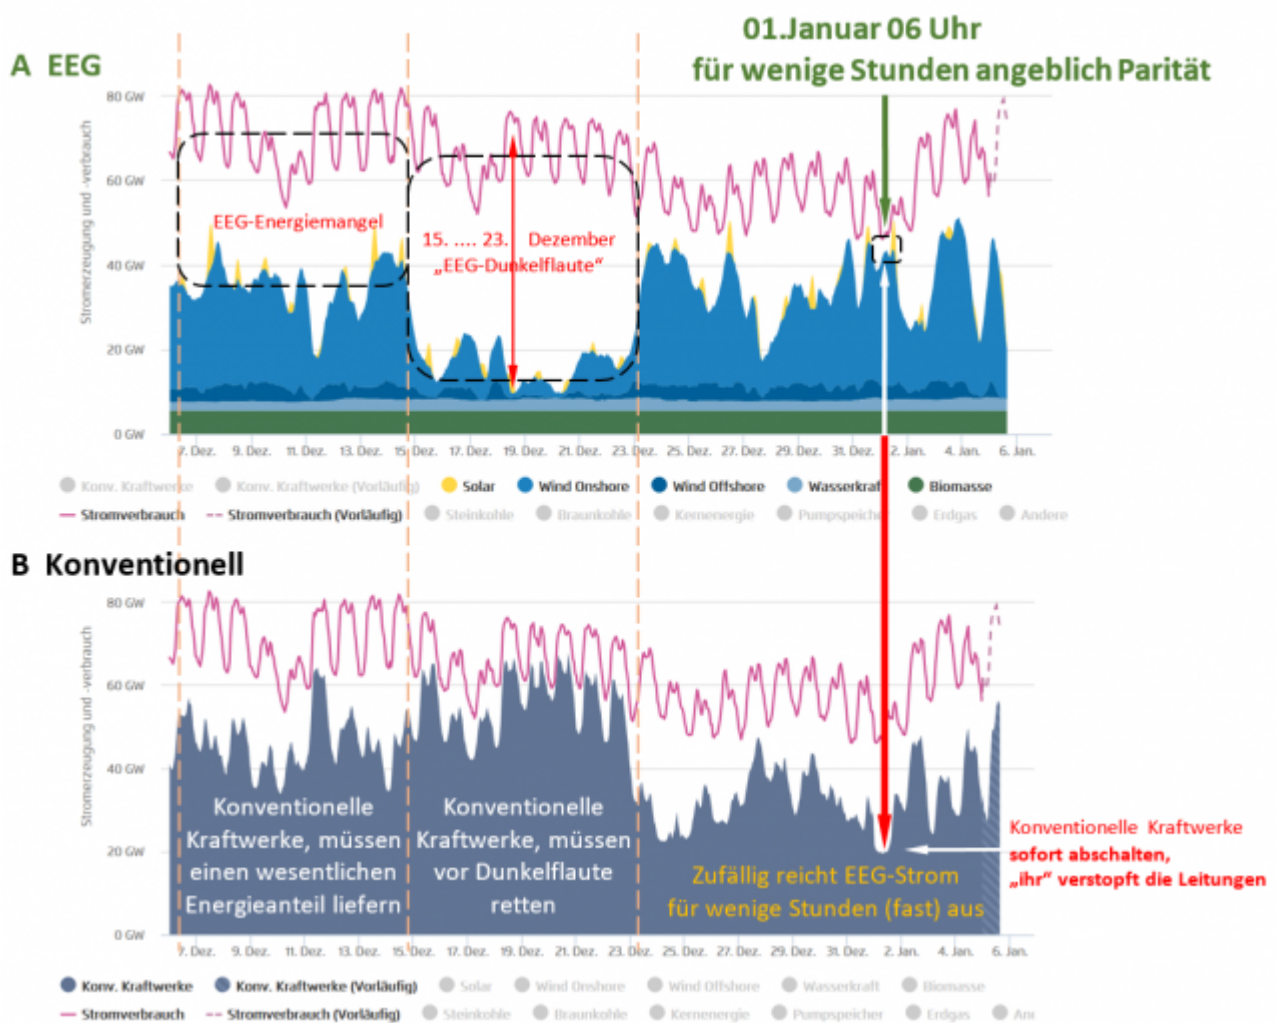 01.Januar 06 Uhr
für wenige Stunden angeblich Parität
A EEG
Stromerzeugung und -verbrauch
80 GW
60 GW
40 GW
20 GW
0 GW
EEG-Energiemangel
15. .... 23. Dezember
„EEG-Dunkelflaute“
7. Dez. 9. Dez. 11. Dez. 13. Dez. 15. Dez. 17. Dez. 19. Dez. 21. Dez. 23. Dez. 25. Dez. 27. Dez. 29. Dez. 31. Dez. 2. Jan. 4. Jan. 6. Jan.
Konv. Kraftwerke Konv. Kraftwerke (Vorläufig) Solar Wind Onshore Wind Offshore Wasserkraft Biomasse
Stromverbrauch Stromverbrauch (Vorläufig) Steinkohle Braunkohle Kernenergie Pumpspeicher Erdgas Andere
B Konventionell
Stromerzeugung und -verbrauch
80 GW
60 GW
40 GW
20 GW
0 GW
Konventionelle
Kraftwerke, müssen
einen wesentlichen
Energieanteil liefern
Konventionelle
Kraftwerke, müssen
vor Dunkelflaute
retten
Zufällig reicht EEG-Strom
für wenige Stunden (fast) aus
Konventionelle Kraftwerke
sofort abschalten,
„ihr“ verstopft die Leitungen
7. Dez. 9. Dez. 11. Dez. 13. Dez. 15. Dez. 17. Dez. 19. Dez. 21. Dez. 23. Dez. 25. Dez. 27. Dez. 29. Dez. 31. Dez. 2. Jan. 4. Jan. 6. Jan.
Konv. Kraftwerke Konv. Kraftwerke (Vorläufig) Solar Wind Onshore Wind Offshore Wasserkraft Biomasse
Stromverbrauch Stromverbrauch (Vorläufig) Steinkohle Braunkohle Kernenergie Pumpspeicher Erdgas An